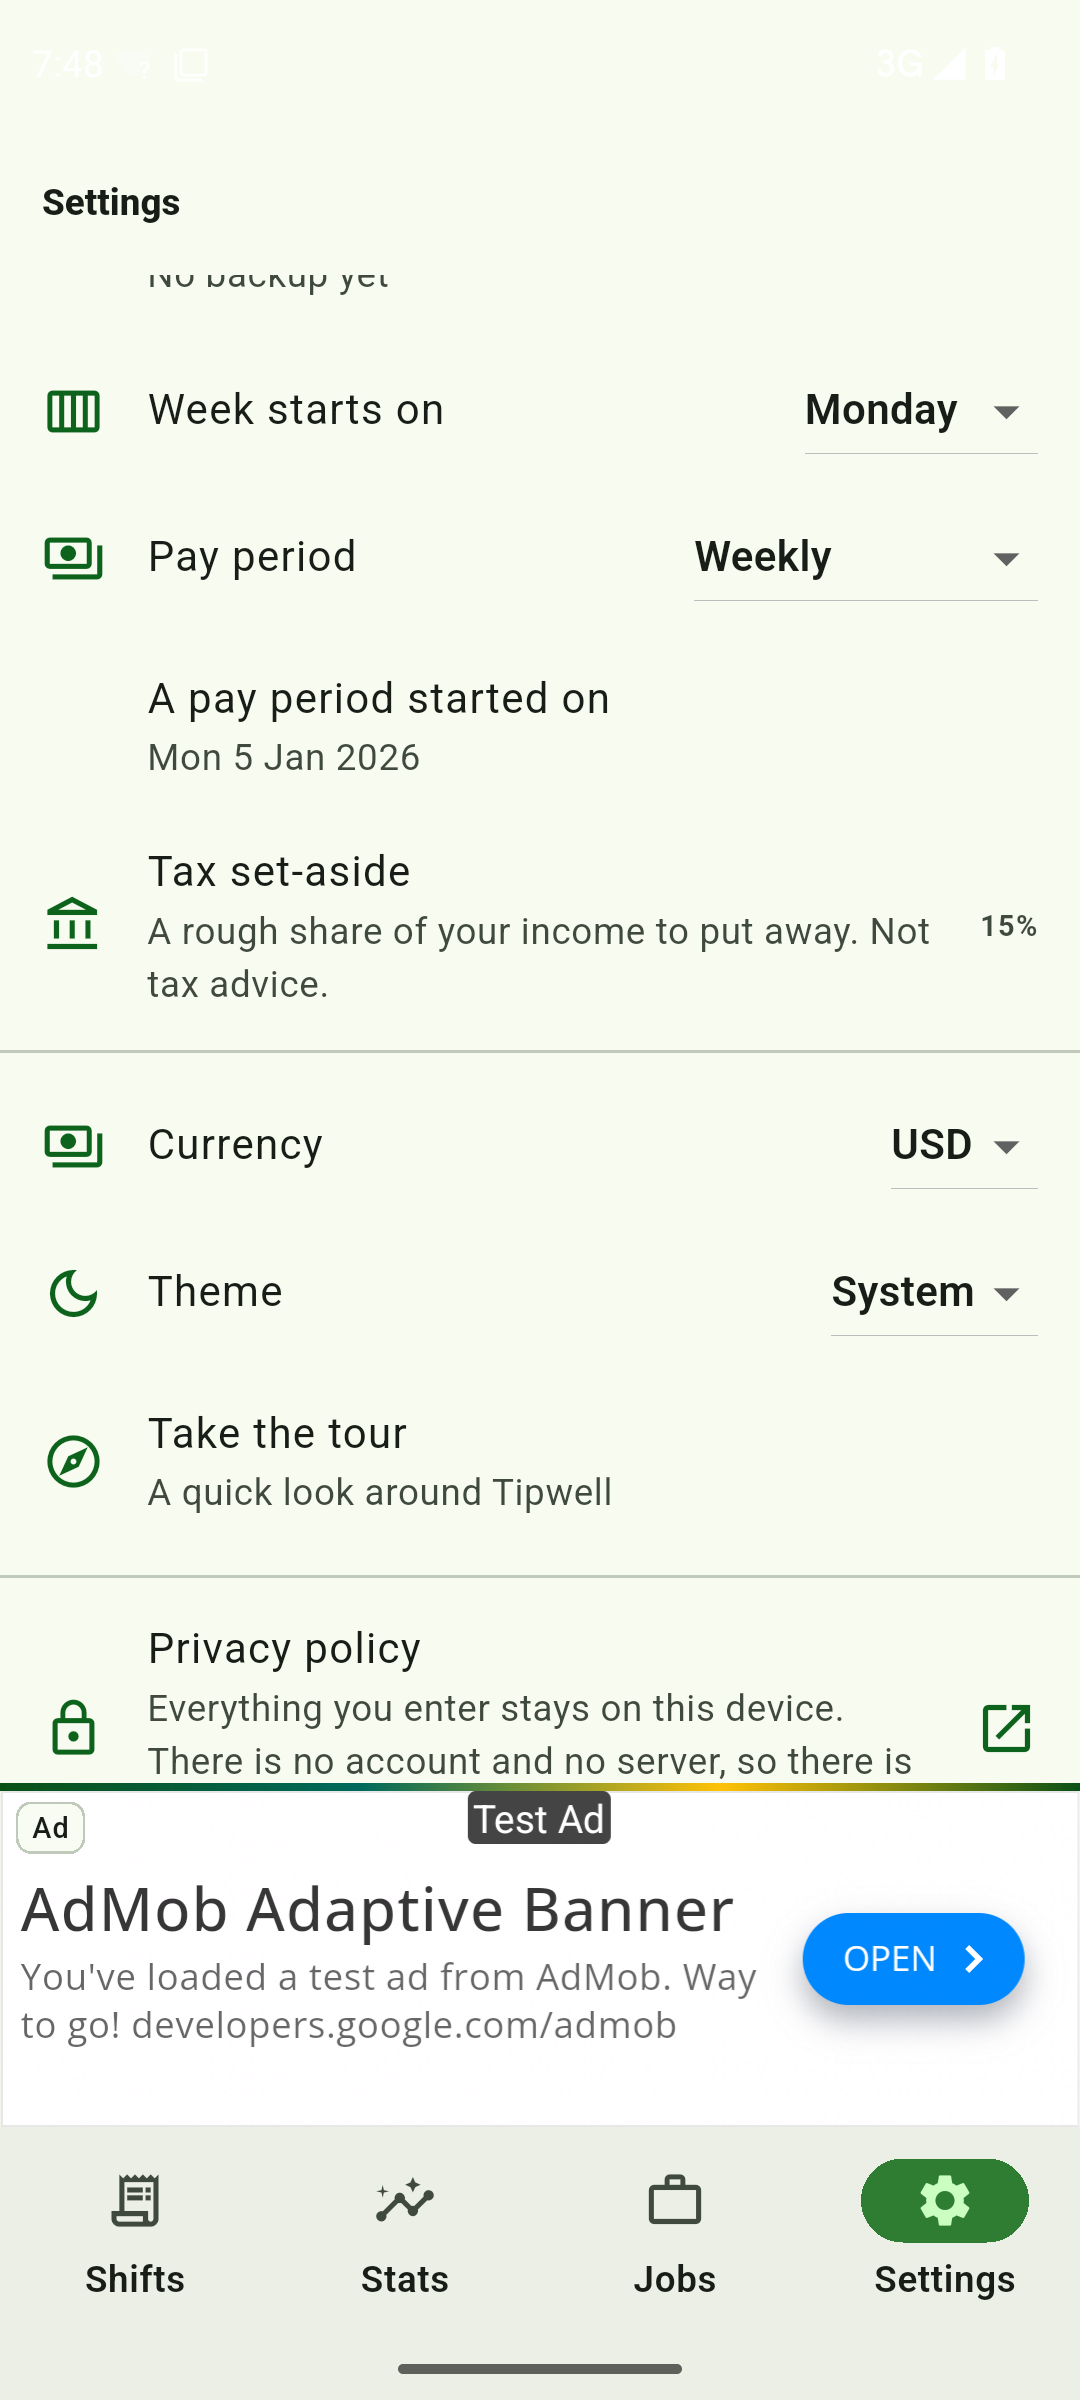 7:48
3G
Settings
No backup yet
Week starts on
Monday
Pay period
Weekly
A pay period started on
Mon 5 Jan 2026
Tax set-aside
A rough share of your income to put away. Not
tax advice.
15%
Currency
USD
Theme
System
Take the tour
A quick look around Tipwell
Privacy policy
Everything you enter stays on this device.
There is no account and no server, so there is
Ad
Test Ad
AdMob Adaptive Banner
You've loaded a test ad from AdMob. Way
to go! developers.google.com/admob
OPEN
Shifts
Stats
Jobs
Settings